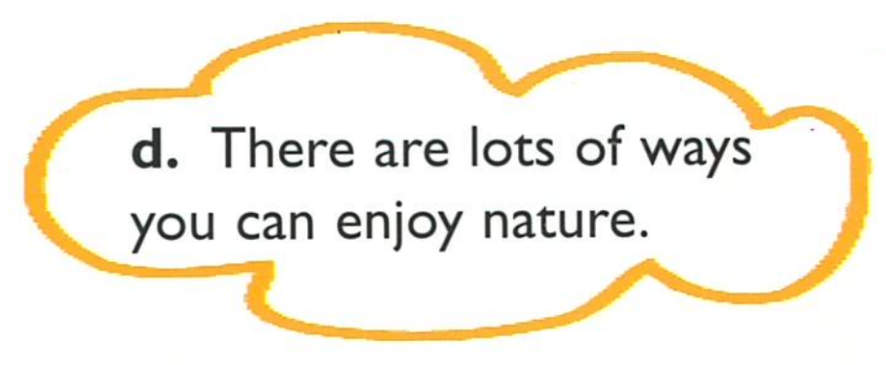 d. There are lots of ways
you can enjoy nature.